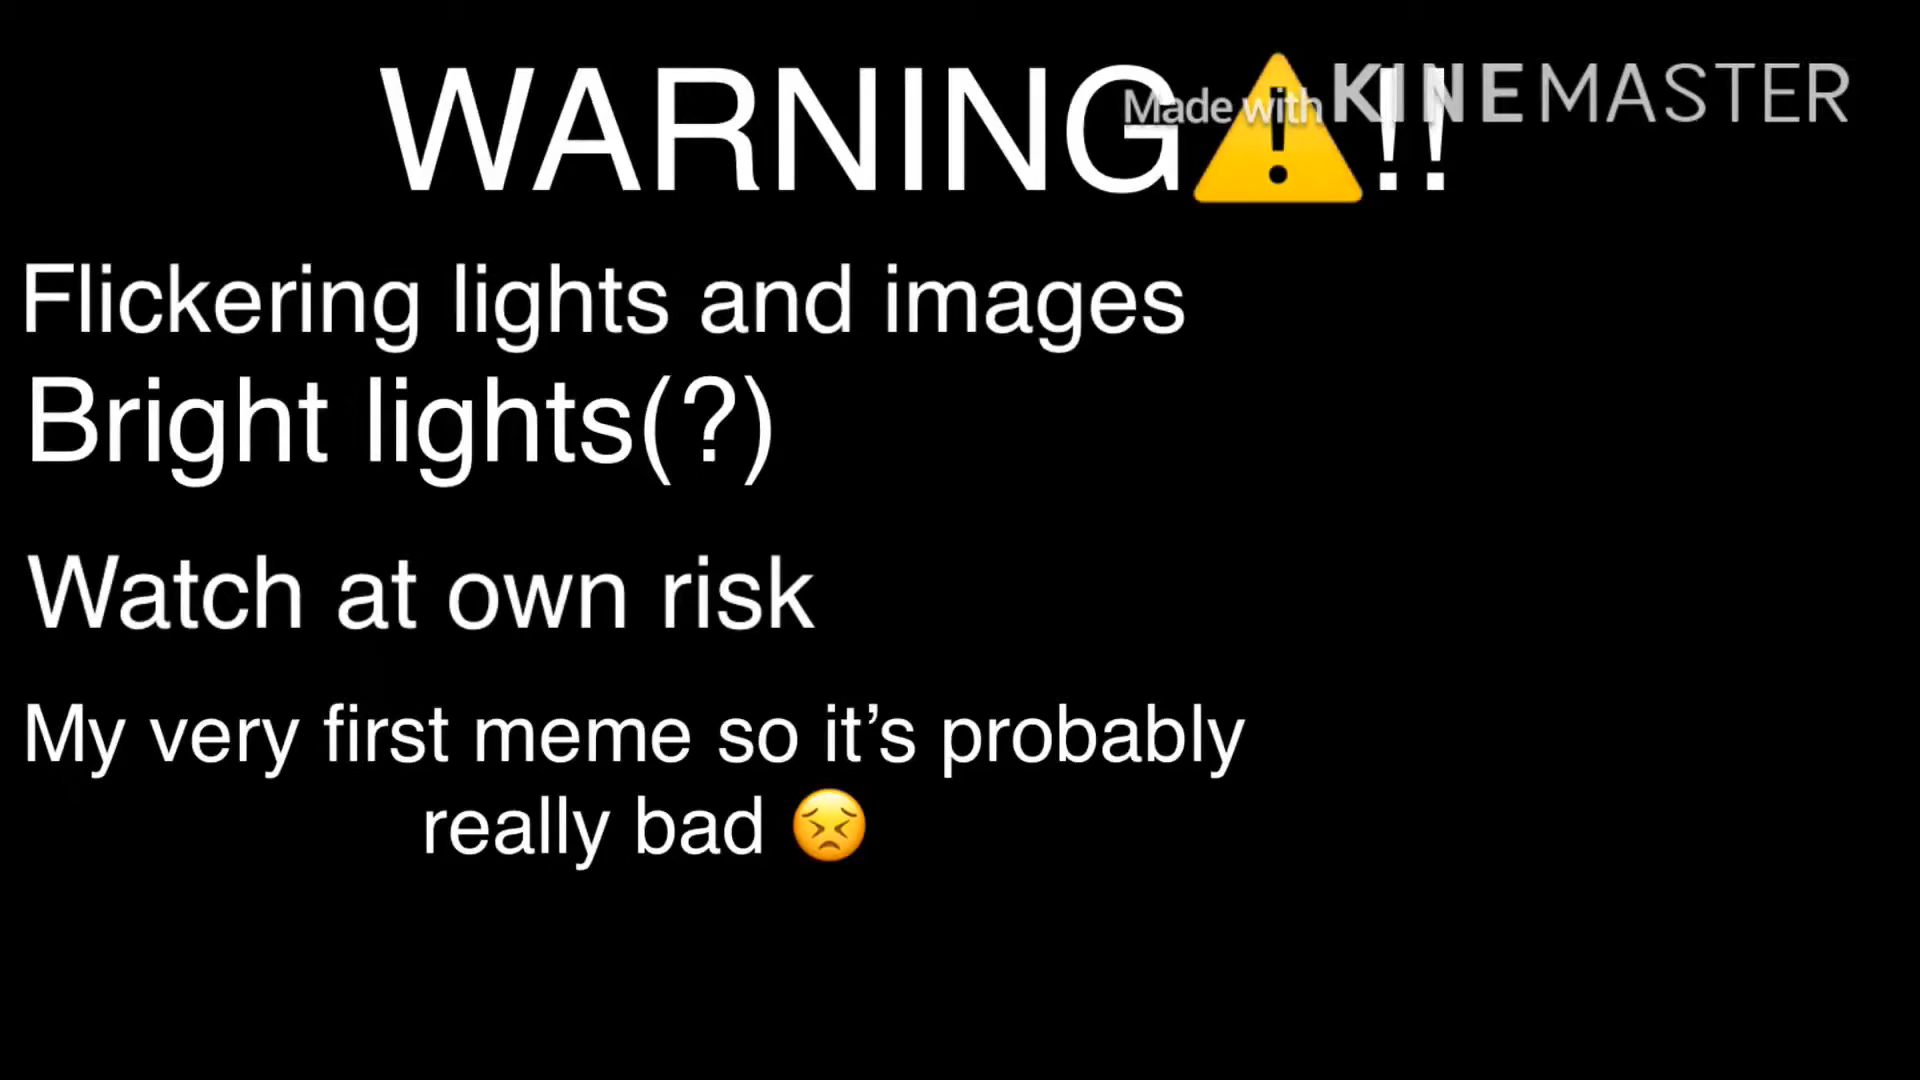 WARNING⚠️!!
Made with KINEMASTER
Flickering lights and images
Bright lights(?)
Watch at own risk
My very first meme so it’s probably
really bad 😣